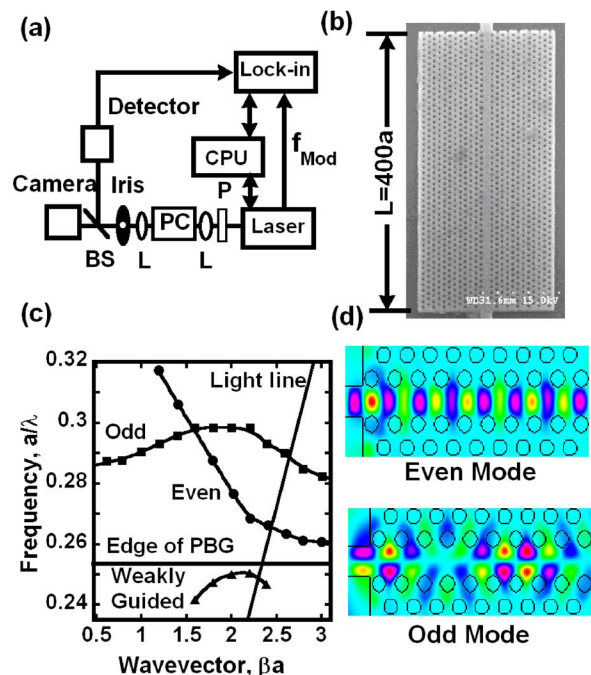 (a)
Lock-in
Detector
CPU
f_Mod
Camera
Iris
P
PC
Laser
BS
L
L
(b)
L=400a
WD31.6mm 15.0kV
(c)
Frequency, a/λ
0.32
0.3
0.28
0.26
0.24
Light line
Odd
Even
Edge of PBG
Weakly
Guided
0.5 1 1.5 2 2.5 3
Wavevector, βa
(d)
Even Mode
Odd Mode